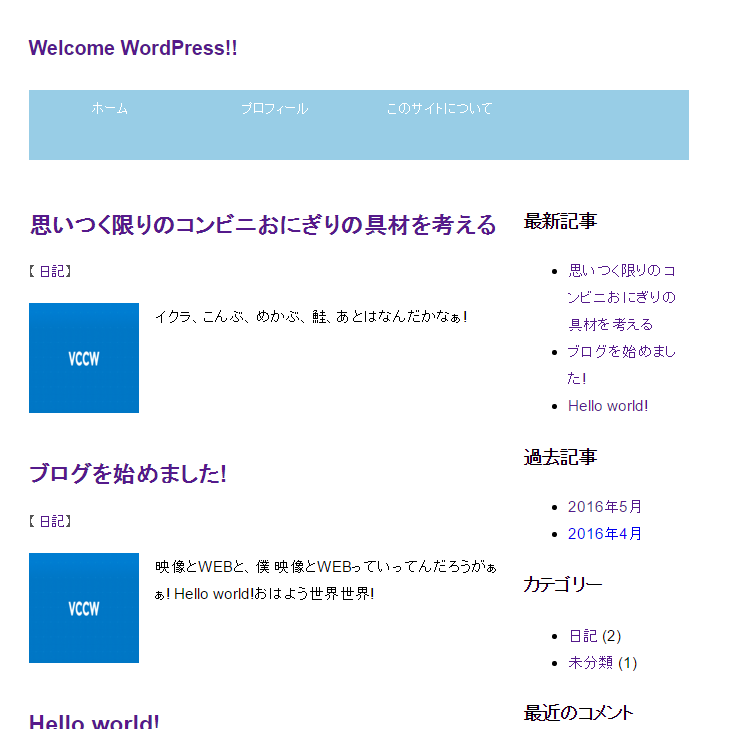 Welcome WordPress!!
ホーム プロフィール このサイトについて
思いつく限りのコンビニおにぎりの具材を考える
【 日記】
VCCW
イクラ、こんぶ、めかぶ、鮭、あとはなんだかなぁ!
ブログを始めました!
【 日記】
VCCW
映像とWEBと、僕 映像とWEBっていってんだろうがぁ
ぁ! Hello world!おはよう世界世界!
Hello world!
最新記事
思いつく限りのコ
ンビニおにぎりの
具材を考える
ブログを始めまし
た!
Hello world!
過去記事
2016年5月
2016年4月
カテゴリー
日記 (2)
未分類 (1)
最近のコメント